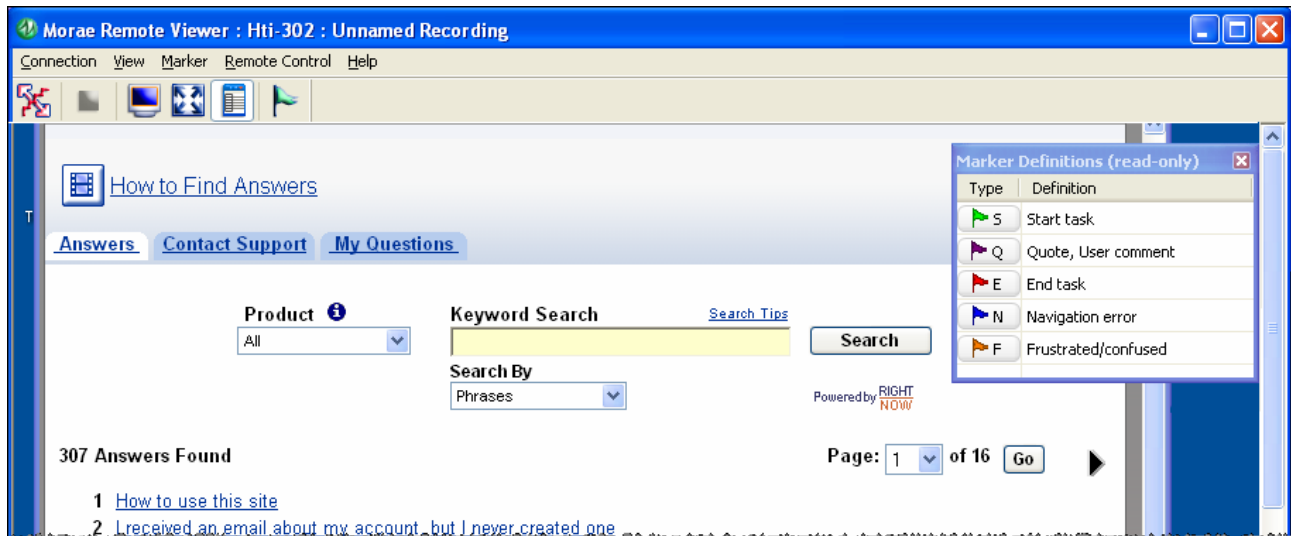 Morae Remote Viewer : Hti-302 : Unnamed Recording
Connection View Marker Remote Control Help
How to Find Answers
T
Answers Contact Support My Questions
Product i Keyword Search Search Tips
All Search
Search By
Phrases
Powered by RIGHT NOW
307 Answers Found Page: 1 of 16 Go
1 How to use this site
2 I received an email about my account, but I never created one
Marker Definitions (read-only)
Type Definition
S Start task
Q Quote, User comment
E End task
N Navigation error
F Frustrated/confused